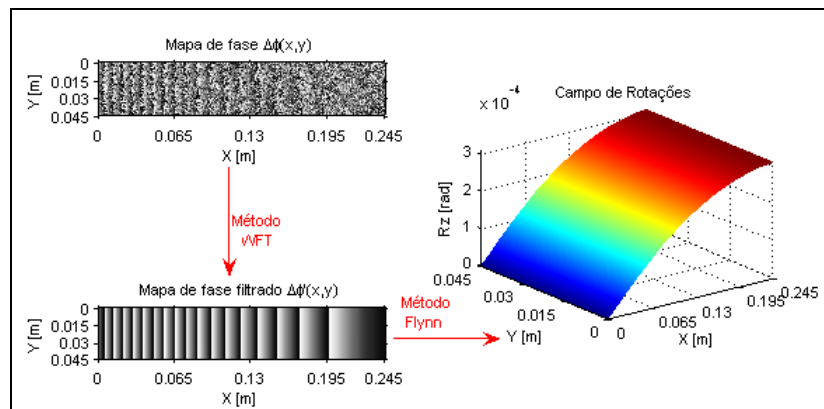 Mapa de fase Δϕ(x,y)
Y [m]
0
0.015
0.03
0.045
0 0.065 0.13 0.195 0.245
X [m]
Método
WFT
Mapa de fase filtrado Δϕ'(x,y)
Y [m]
0
0.015
0.03
0.045
0 0.065 0.13 0.195 0.245
X [m]
Método
Flynn
x 10⁻⁴
Campo de Rotações
Rz [rad]
3
2
1
0
0.045
0.03
0.015
0
Y [m]
0
0.065
0.13
0.195
0.245
X [m]